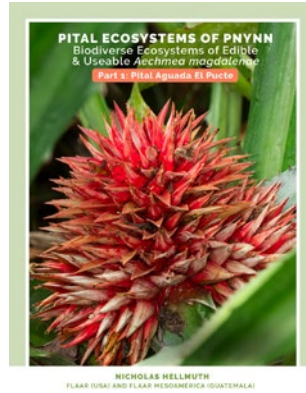 PITAL ECOSYSTEMS OF PNYNN
Biodiverse Ecosystems of Edible
& Useable Aechmea magdalenae
Part 1: Pital Aguada El Pucte
NICHOLAS HELLMUTH
FLAAR (USA) AND FLAAR MESOAMÉRICA (GUATEMALA)